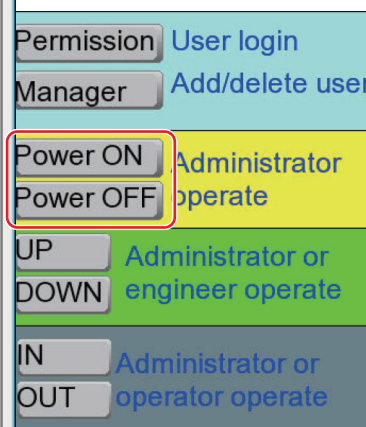 Permission User login
Manager Add/delete user
Power ON Administrator
Power OFF operate
UP Administrator or
DOWN engineer operate
IN Administrator or
OUT operator operate